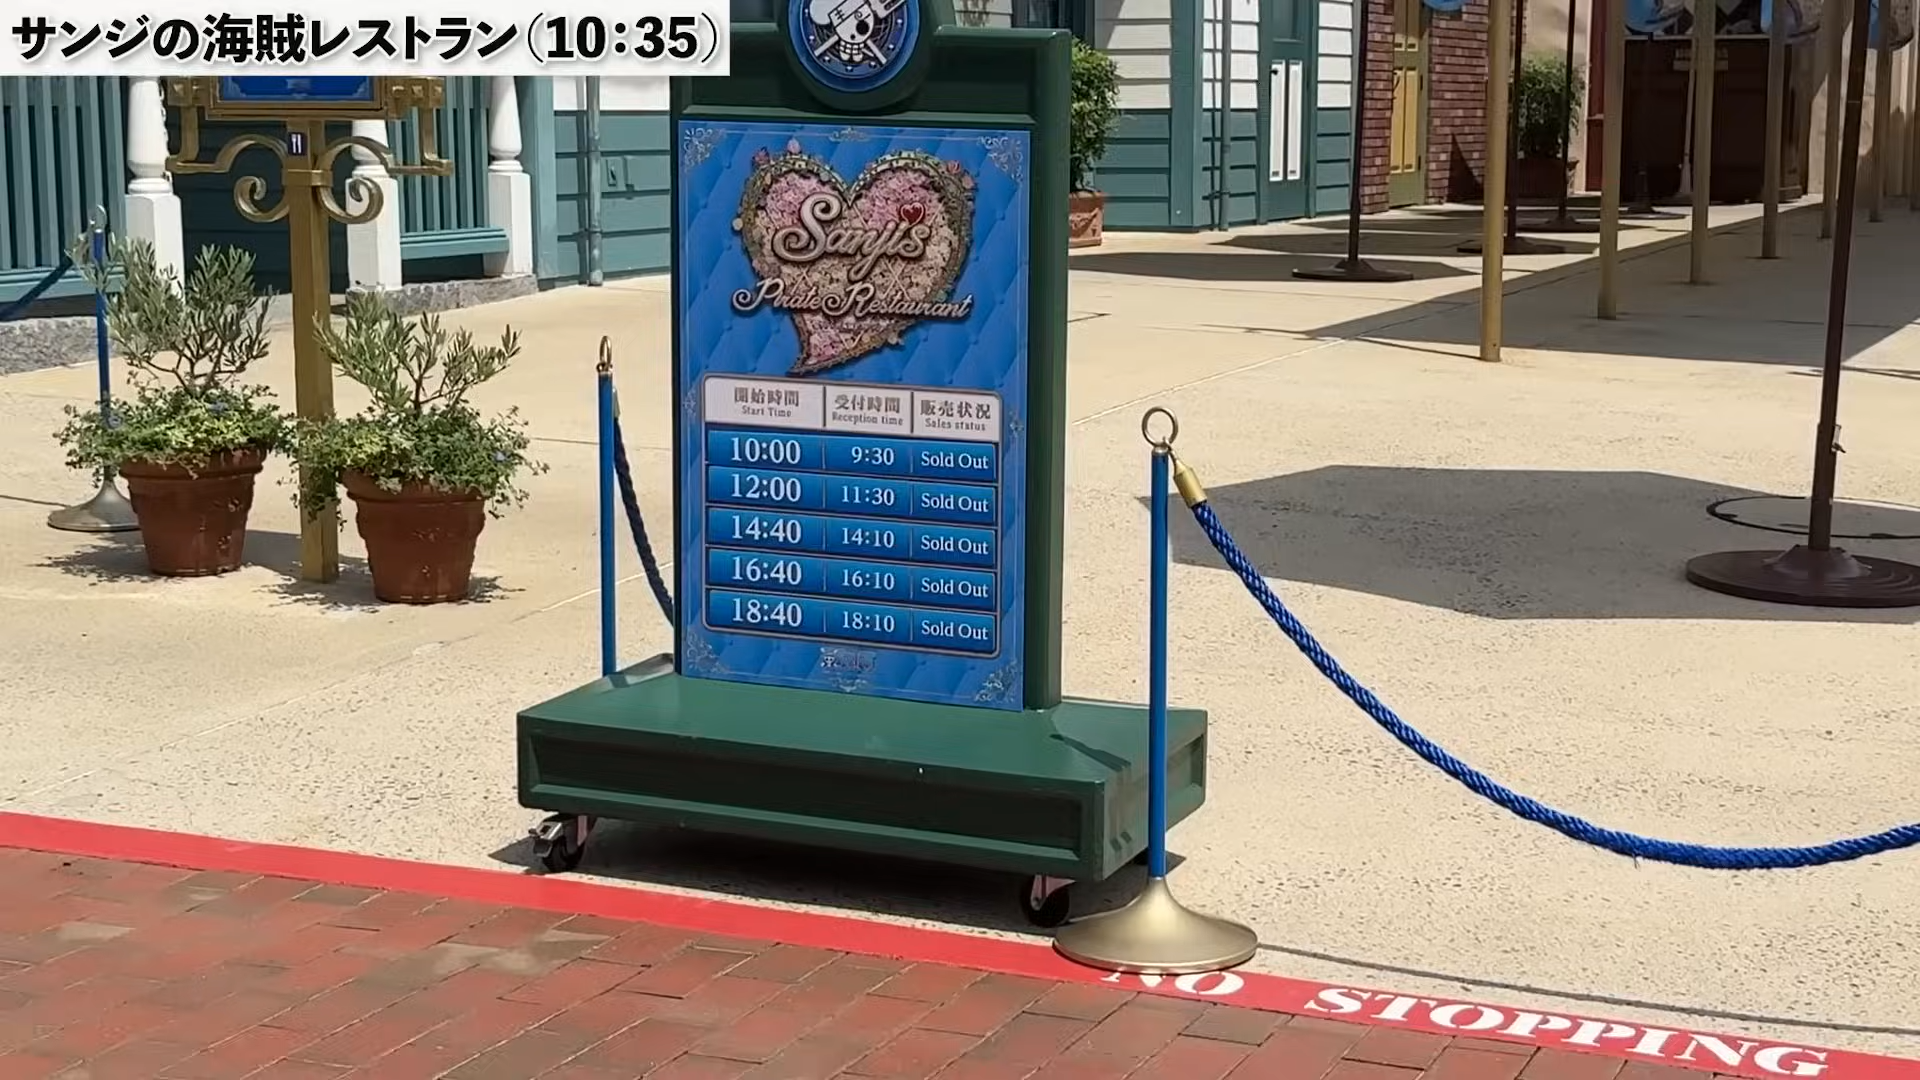 サンジの海賊レストラン(10:35)
Sanji's
Pirate Restaurant
開始時間 受付時間 販売状況
Start Time Reception time Sales status
10:00 9:30 Sold Out
12:00 11:30 Sold Out
14:40 14:10 Sold Out
16:40 16:10 Sold Out
18:40 18:10 Sold Out
NO STOPPING